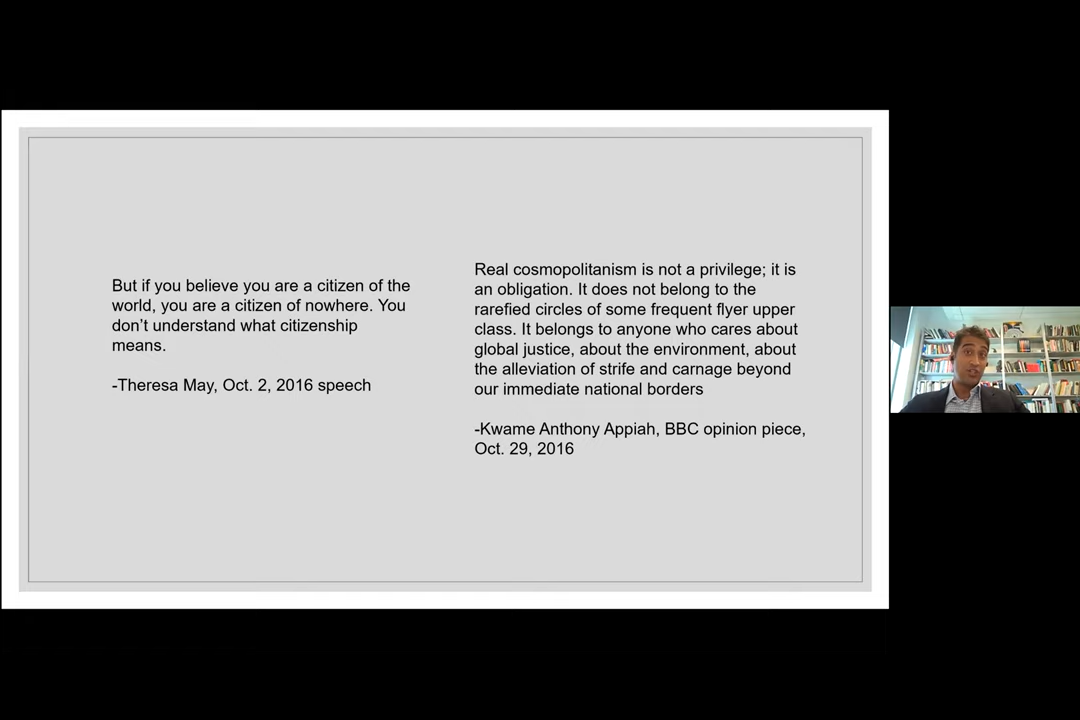 But if you believe you are a citizen of the
world, you are a citizen of nowhere. You
don’t understand what citizenship
means.
-Theresa May, Oct. 2, 2016 speech
Real cosmopolitanism is not a privilege; it is
an obligation. It does not belong to the
rarefied circles of some frequent flyer upper
class. It belongs to anyone who cares about
global justice, about the environment, about
the alleviation of strife and carnage beyond
our immediate national borders
-Kwame Anthony Appiah, BBC opinion piece,
Oct. 29, 2016